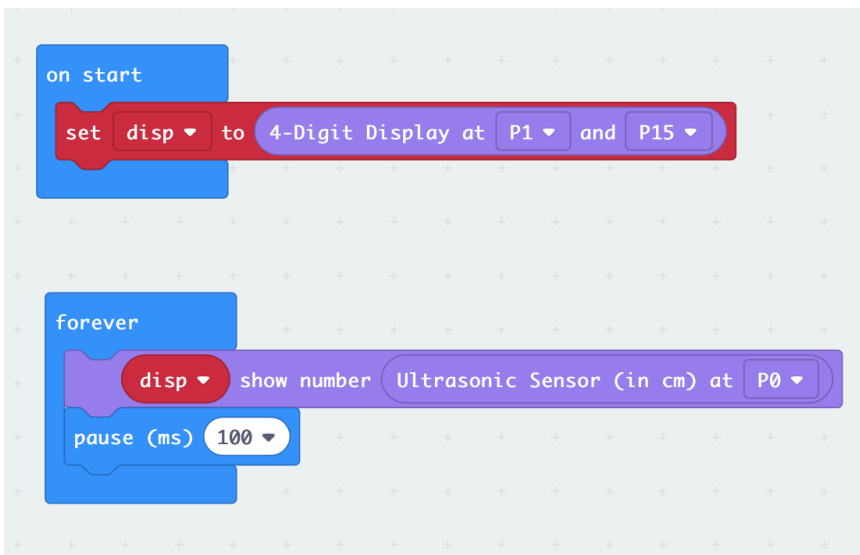 on start
set disp to 4-Digit Display at P1 and P15
forever
disp show number Ultrasonic Sensor (in cm) at P0
pause (ms) 100